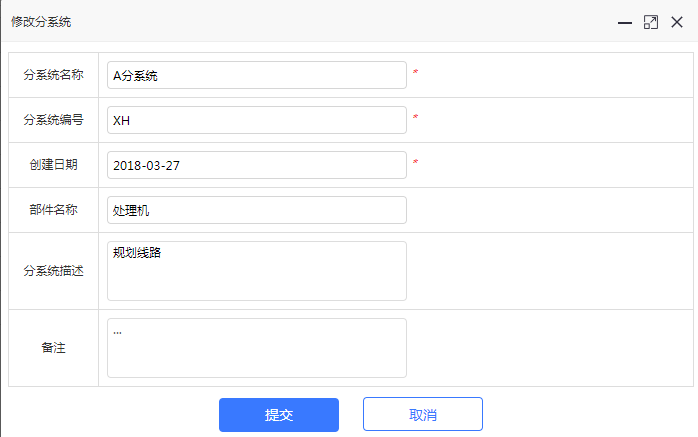 修改分系统
分系统名称 A分系统 *
分系统编号 XH *
创建日期 2018-03-27 *
部件名称 处理机
分系统描述 规划线路
备注 ...
提交 取消